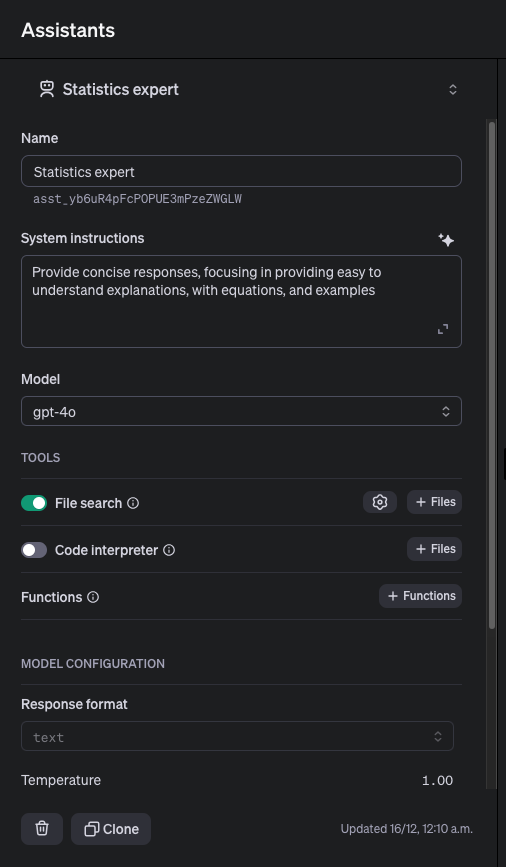 Assistants
Statistics expert
Name
Statistics expert
asst_yb6uR4pFcPOPUE3mPzeZWGLW
System instructions
Provide concise responses, focusing in providing easy to
understand explanations, with equations, and examples
Model
gpt-4o
TOOLS
File search
+ Files
Code interpreter
+ Files
Functions
+ Functions
MODEL CONFIGURATION
Response format
text
Temperature 1.00
Clone
Updated 16/12, 12:10 a.m.